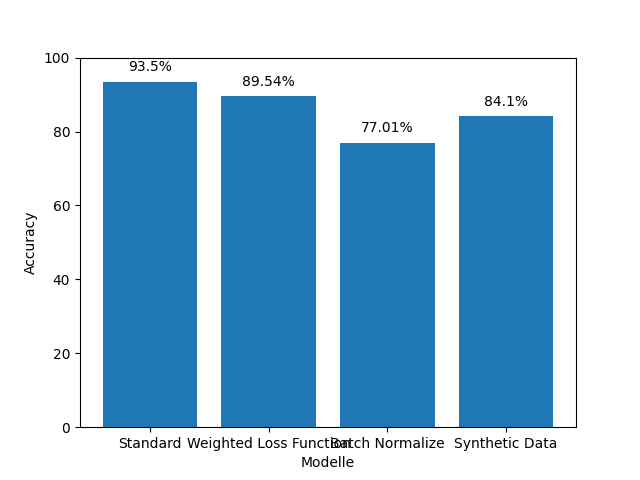 100
80
60
40
20
0
Accuracy
93.5%
89.54%
77.01%
84.1%
Standard
Weighted Loss Function
Batch Normalize
Synthetic Data
Modelle